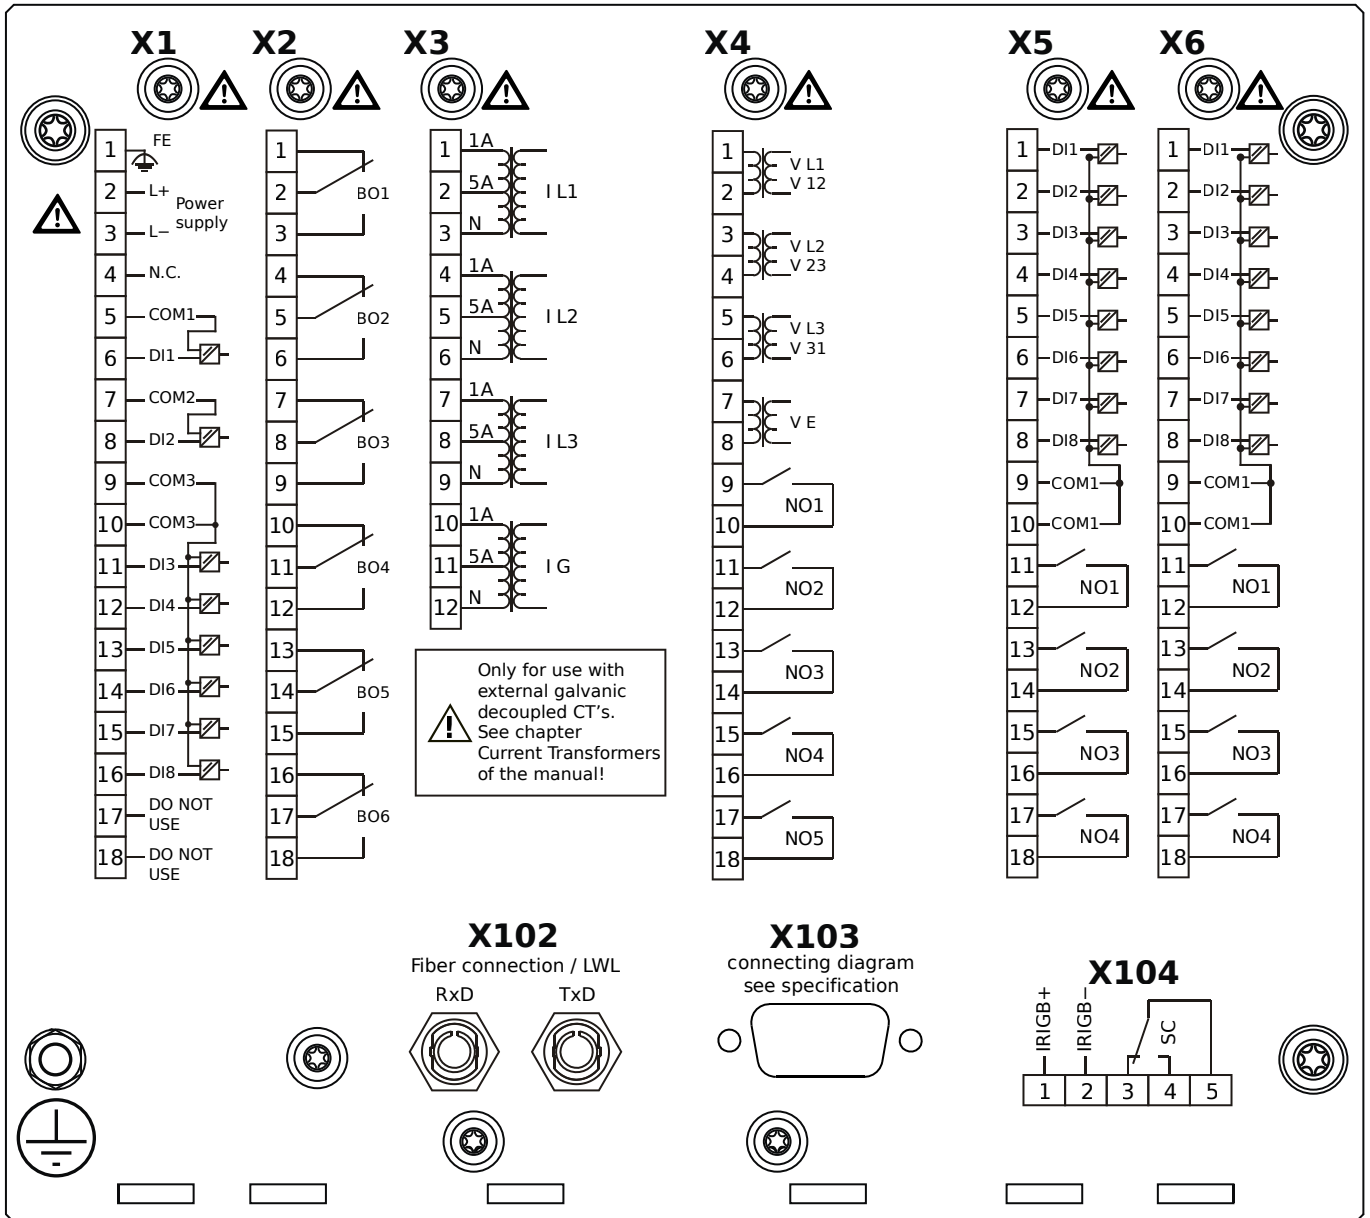 X1
X2
X3
X4
X5
X6
1
FE
2
L+
Power
supply
3
L−
4
N.C.
5
COM1
6
DI1
7
COM2
8
DI2
9
COM3
10
COM3
11
DI3
12
DI4
13
DI5
14
DI6
15
DI7
16
DI8
17
DO NOT
USE
18
DO NOT
USE
1
2
BO1
3
4
5
BO2
6
7
8
BO3
9
10
11
BO4
12
13
14
BO5
15
16
17
BO6
18
1
1A
2
5A
I L1
3
N
4
1A
5
5A
I L2
6
N
7
1A
8
5A
I L3
9
N
10
1A
11
5A
I G
12
N
Only for use with
external galvanic
decoupled CT's.
See chapter
Current Transformers
of the manual!
1
V L1
V 12
2
3
V L2
V 23
4
5
V L3
V 31
6
7
V E
8
9
NO1
10
11
NO2
12
13
NO3
14
15
NO4
16
17
NO5
18
1
DI1
2
DI2
3
DI3
4
DI4
5
DI5
6
DI6
7
DI7
8
DI8
9
COM1
10
COM1
11
NO1
12
13
NO2
14
15
NO3
16
17
NO4
18
1
DI1
2
DI2
3
DI3
4
DI4
5
DI5
6
DI6
7
DI7
8
DI8
9
COM1
10
COM1
11
NO1
12
13
NO2
14
15
NO3
16
17
NO4
18
X102
Fiber connection / LWL
RxD
TxD
X103
connecting diagram
see specification
X104
IRIGB+
IRIGB−
SC
1
2
3
4
5